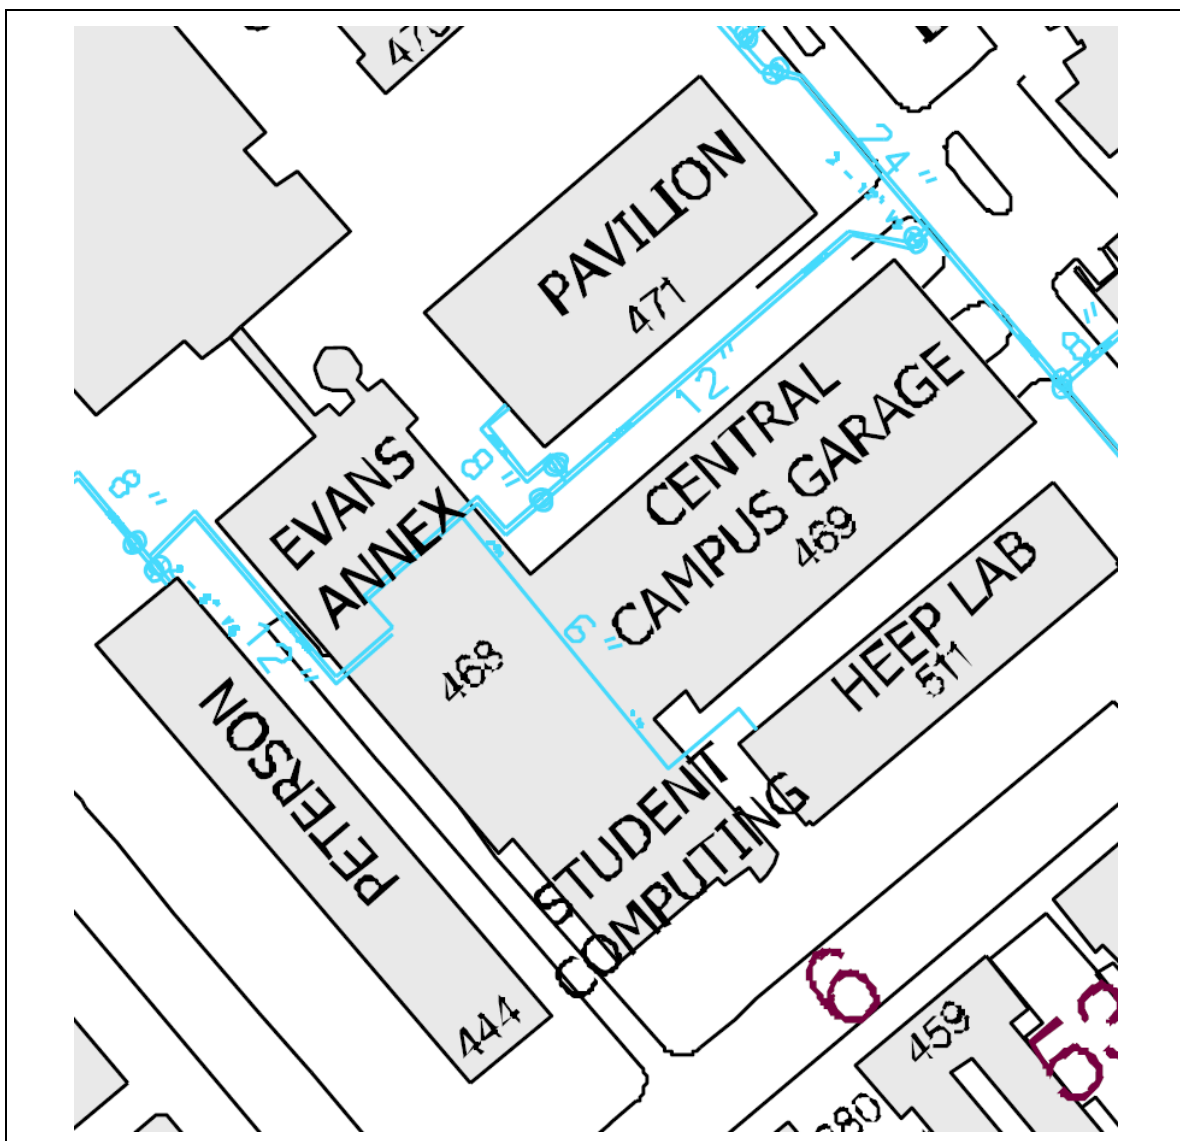 24"
PAVILION
471
12"
8"
8"
8"
CENTRAL
CAMPUS GARAGE
469
EVANS
ANNEX
HEEP LAB
511
6"
12"
468
PETERSON
444
STUDENT
COMPUTING
6
459